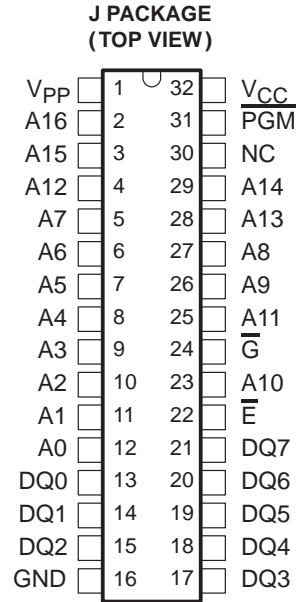 J PACKAGE
(TOP VIEW)
VPP 1 32 VCC
A16 2 31 PGM
A15 3 30 NC
A12 4 29 A14
A7 5 28 A13
A6 6 27 A8
A5 7 26 A9
A4 8 25 A11
A3 9 24 G
A2 10 23 A10
A1 11 22 E
A0 12 21 DQ7
DQ0 13 20 DQ6
DQ1 14 19 DQ5
DQ2 15 18 DQ4
GND 16 17 DQ3